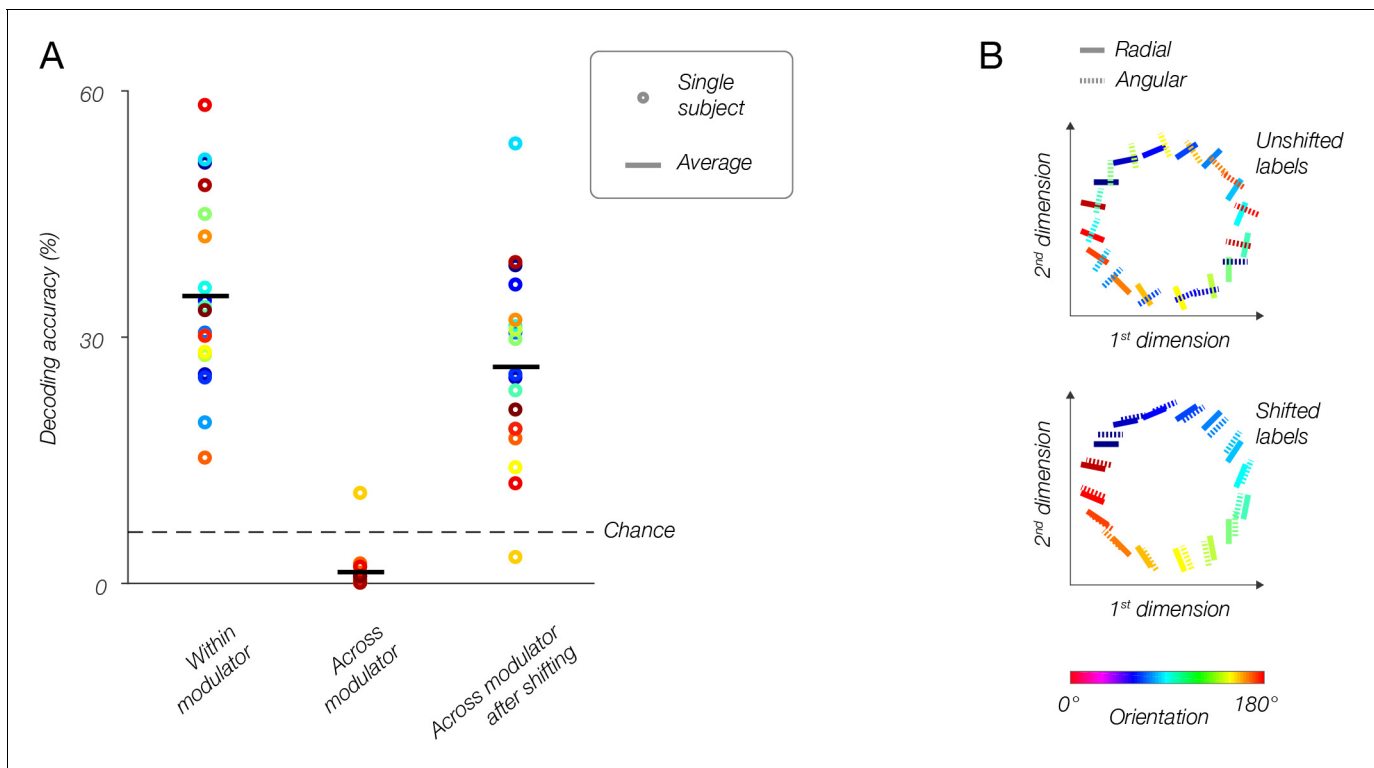 A
Single
subject
Average
60
30
0
Decoding accuracy (%)
Chance
Within
modulator
Across
modulator
Across modulator
after shifting
B
Radial
Angular
Unshifted
labels
2nd dimension
1st dimension
Shifted
labels
2nd dimension
1st dimension
0°
180°
Orientation